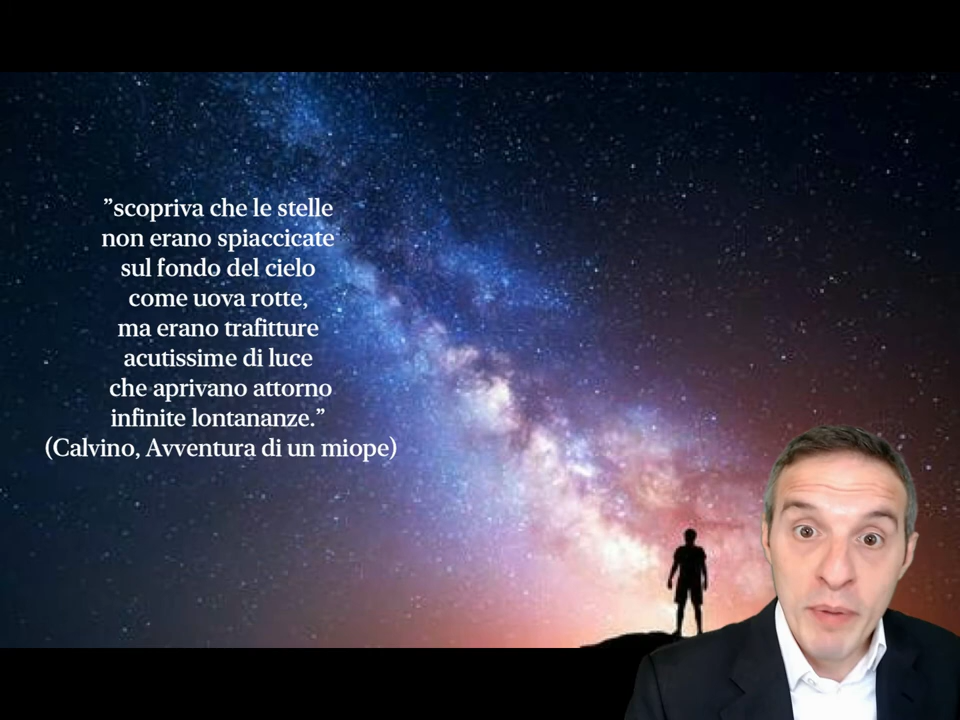 ”scopriva che le stelle
non erano spiaccicate
sul fondo del cielo
come uova rotte,
ma erano trafitture
acutissime di luce
che aprivano attorno
infinite lontananze.”
(Calvino, Avventura di un miope)